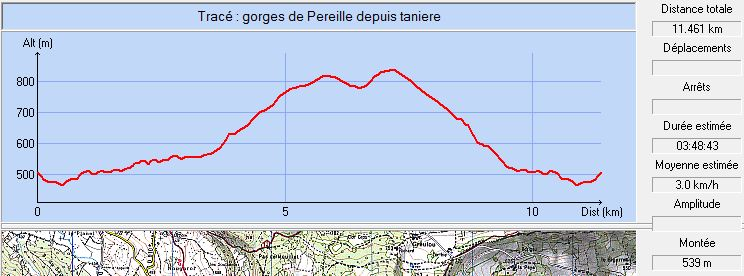 Tracé : gorges de Pereille depuis taniere
Alt (m)
800
700
600
500
0
5
10
Dist (km)
Distance totale
11.461 km
Déplacements
Arrêts
Durée estimée
03:48:43
Moyenne estimée
3.0 km/h
Amplitude
Montée
539 m